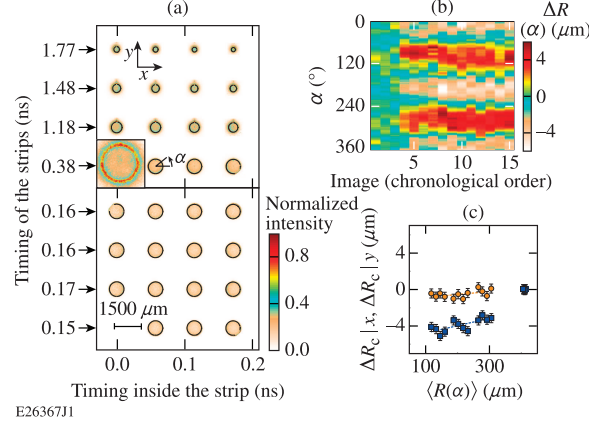 (a)
Timing of the strips (ns)
1.77
1.48
1.18
0.38
0.16
0.16
0.17
0.15
y
x
α
1500 μm
0.0
0.1
0.2
Timing inside the strip (ns)
Normalized
intensity
0.8
0.4
0.0
(b)
ΔR
(α) (μm)
α (°)
0
120
240
360
5
10
15
Image (chronological order)
4
0
−4
(c)
ΔRc | x, ΔRc | y (μm)
0
−4
100
300
⟨R(α)⟩ (μm)
E26367J1